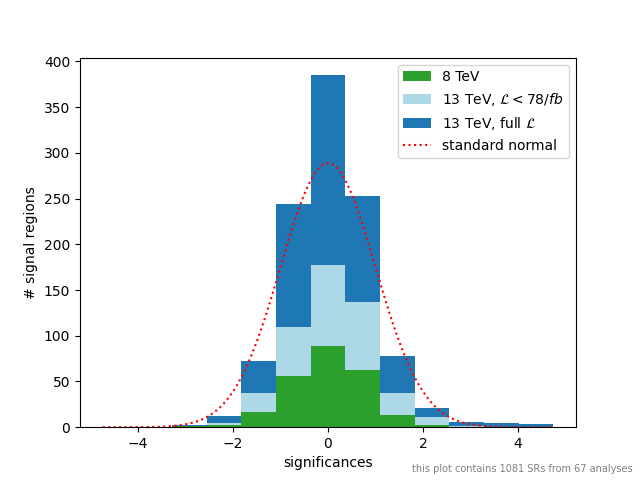 400
350
300
250
200
150
100
50
0
# signal regions
8 TeV
13 TeV, ℒ < 78/fb
13 TeV, full ℒ
standard normal
−4 −2 0 2 4
significances
this plot contains 1081 SRs from 67 analyses